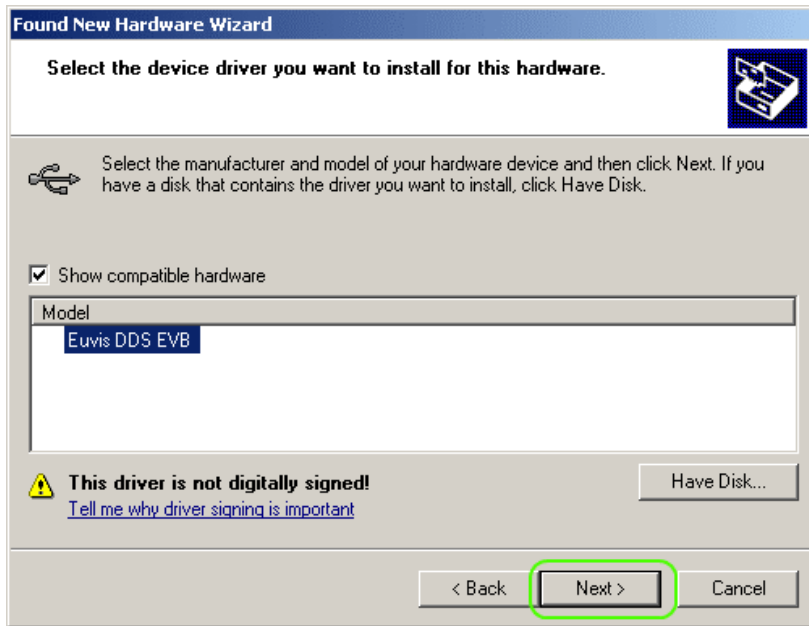 Found New Hardware Wizard
Select the device driver you want to install for this hardware.
Select the manufacturer and model of your hardware device and then click Next. If you
have a disk that contains the driver you want to install, click Have Disk.
Show compatible hardware
Model
Euvis DDS EVB
This driver is not digitally signed!
Have Disk...
Tell me why driver signing is important
< Back
Next >
Cancel